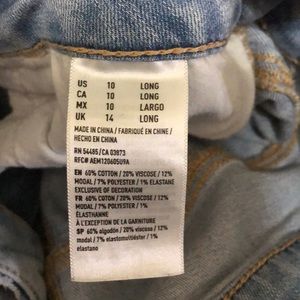 US 10 LONG
CA 10 LONG
MX 10 LARGO
UK 14 LONG
MADE IN CHINA / FABRIQUÉ EN CHINE /
HECHO EN CHINA
RN 54485 / CA 03973
RFC# AEM120605U9A
EN 60% COTTON / 20% VISCOSE / 12%
MODAL / 7% POLYESTER / 1% ELASTANE
EXCLUSIVE OF DECORATION
FR 60% COTON / 20% VISCOSE / 12%
MODAL / 7% POLYESTER / 1%
ÉLASTHANNE
À L'EXCEPTION DE LA GARNITURE
SP 60% algodón / 20% viscosa / 12%
modal / 7% elastomultiéster / 1%
elastano